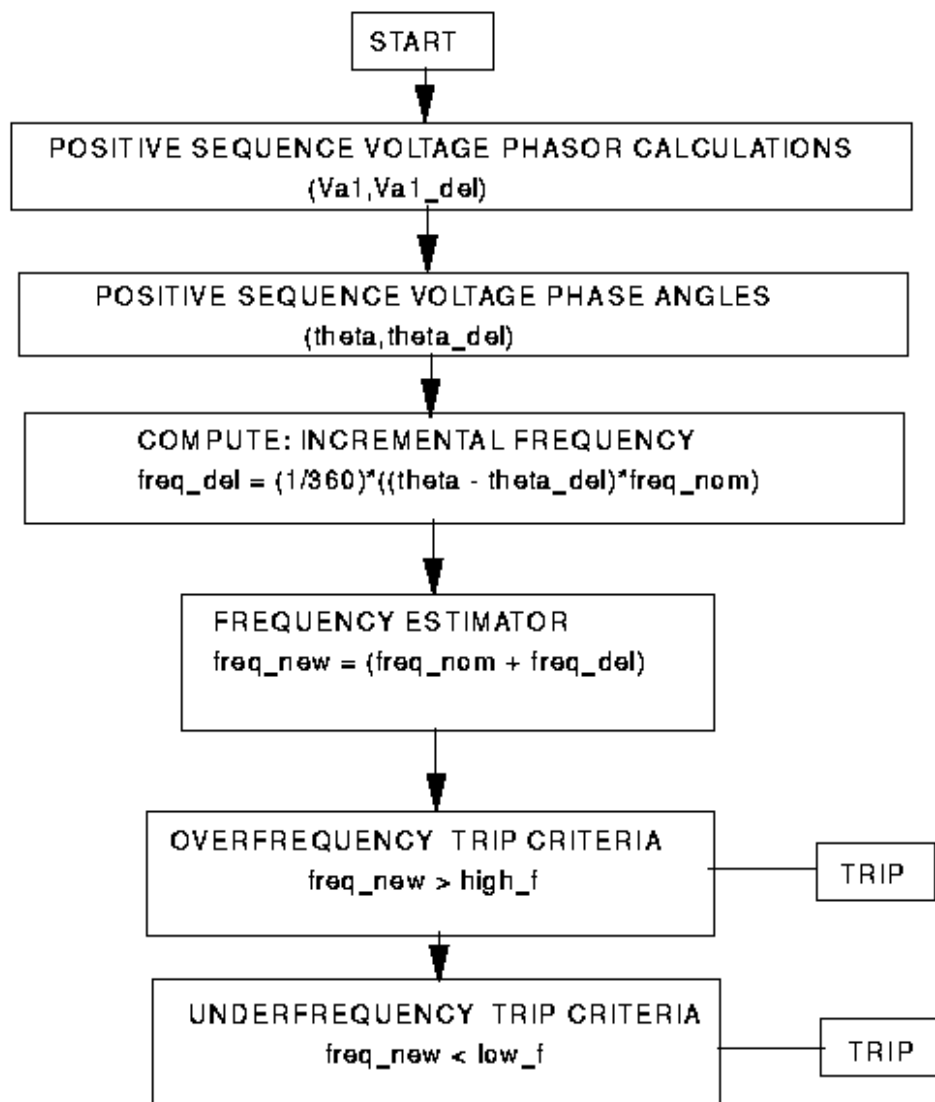 START
POSITIVE SEQUENCE VOLTAGE PHASOR CALCULATIONS
(Va1,Va1_del)
POSITIVE SEQUENCE VOLTAGE PHASE ANGLES
(theta,theta_del)
COMPUTE: INCREMENTAL FREQUENCY
freq_del = (1/360)*((theta - theta_del)*freq_nom)
FREQUENCY ESTIMATOR
freq_new = (freq_nom + freq_del)
OVERFREQUENCY TRIP CRITERIA
freq_new > high_f
TRIP
UNDERFREQUENCY TRIP CRITERIA
freq_new < low_f
TRIP